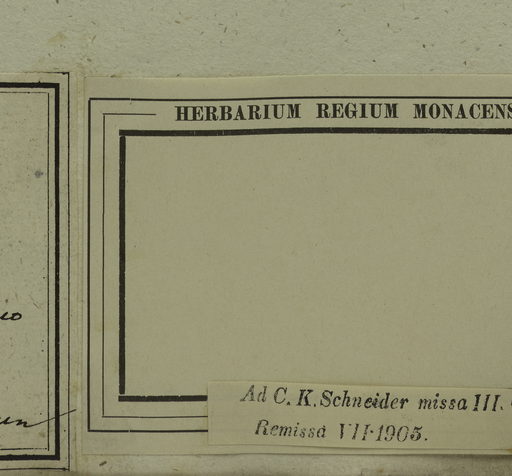 HERBARIUM REGIUM MONACENS
Ad C. K. Schneider missa III.
Remissa VII·1905.